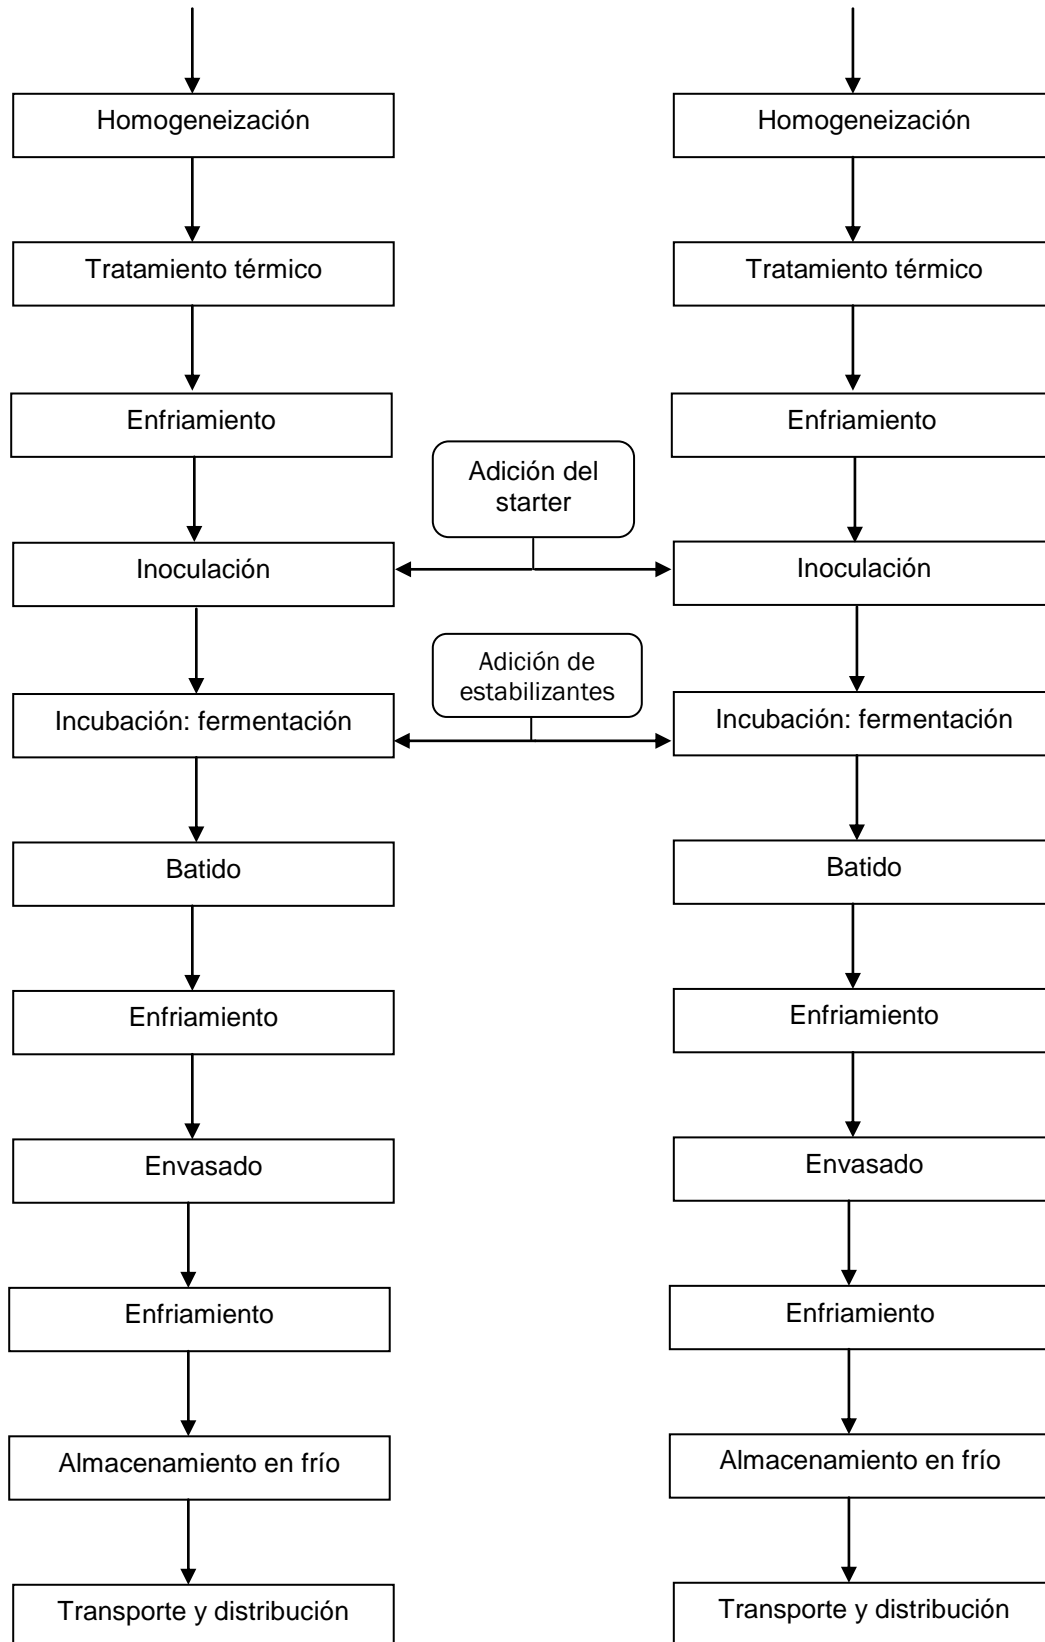 Homogeneización
Homogeneización
Tratamiento térmico
Tratamiento térmico
Enfriamiento
Enfriamiento
Adición del
starter
Inoculación
Inoculación
Adición de
estabilizantes
Incubación: fermentación
Incubación: fermentación
Batido
Batido
Enfriamiento
Enfriamiento
Envasado
Envasado
Enfriamiento
Enfriamiento
Almacenamiento en frío
Almacenamiento en frío
Transporte y distribución
Transporte y distribución